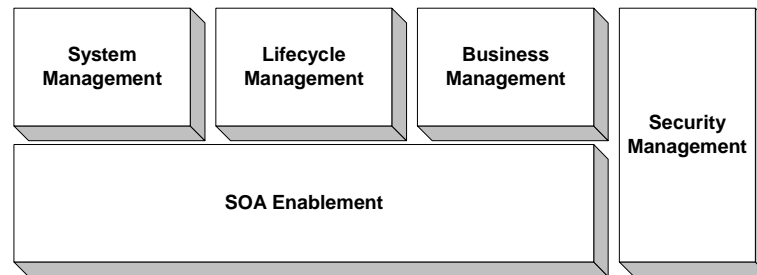 System
Management
Lifecycle
Management
Business
Management
Security
Management
SOA Enablement